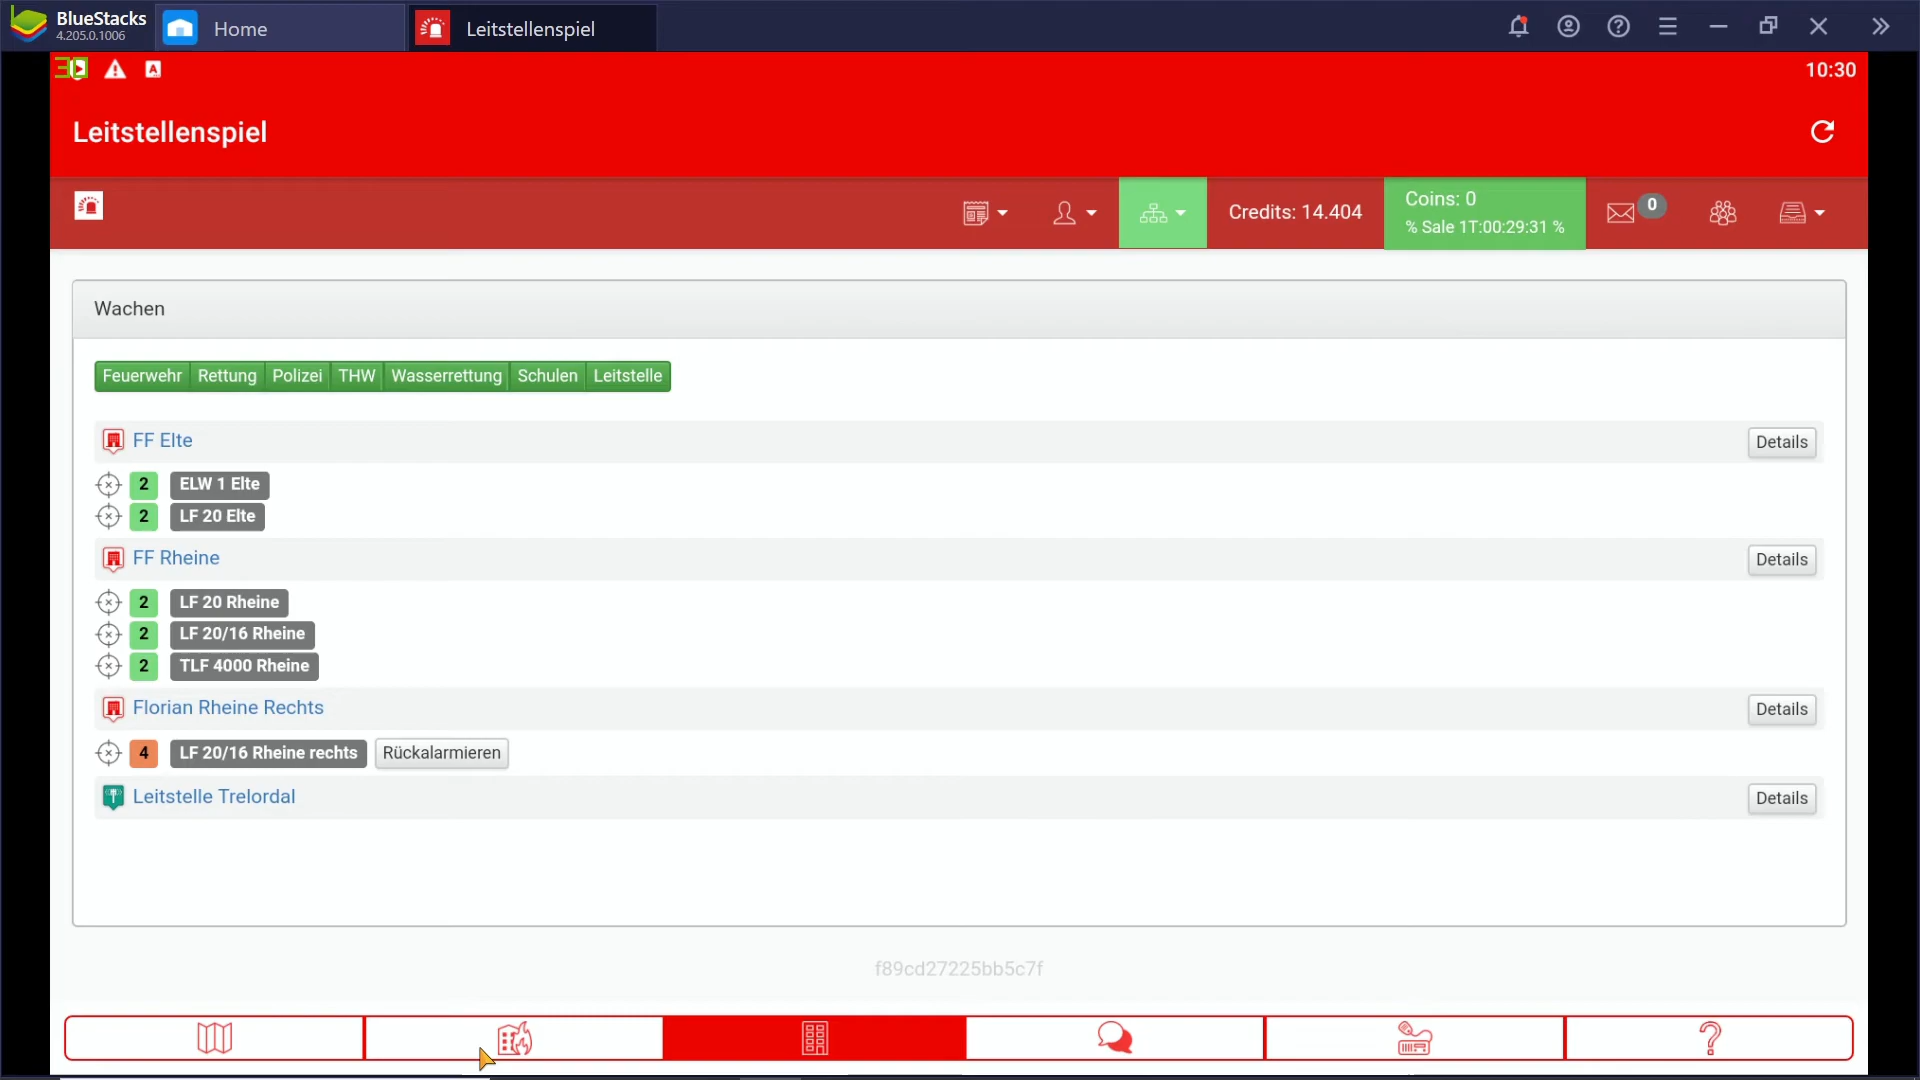 BlueStacks
4.205.0.1006
Home
Leitstellenspiel
10:30
Leitstellenspiel
Credits: 14.404
Coins: 0
% Sale 1T:00:29:31 %
0
Wachen
Feuerwehr Rettung Polizei THW Wasserrettung Schulen Leitstelle
FF Elte Details
2 ELW 1 Elte
2 LF 20 Elte
FF Rheine Details
2 LF 20 Rheine
2 LF 20/16 Rheine
2 TLF 4000 Rheine
Florian Rheine Rechts Details
4 LF 20/16 Rheine rechts Rückalarmieren
Leitstelle Trelordal Details
f89cd27225bb5c7f